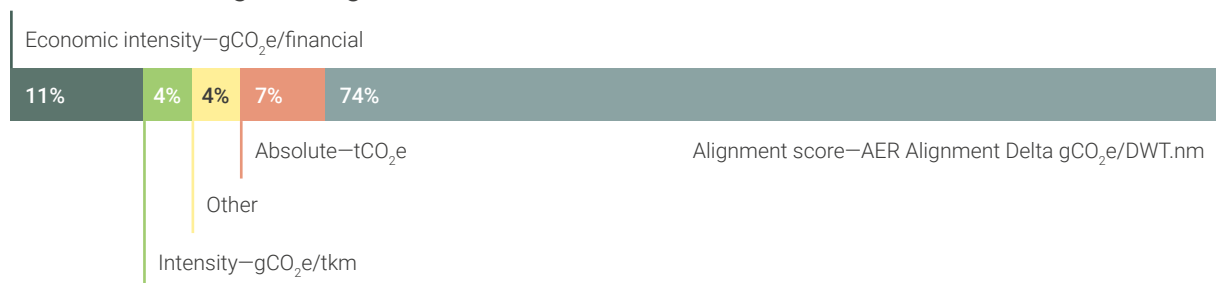 Economic intensity—gCO₂e/financial
11% 4% 4% 7% 74%
Absolute—tCO₂e Alignment score—AER Alignment Delta gCO₂e/DWT.nm
Other
Intensity—gCO₂e/tkm